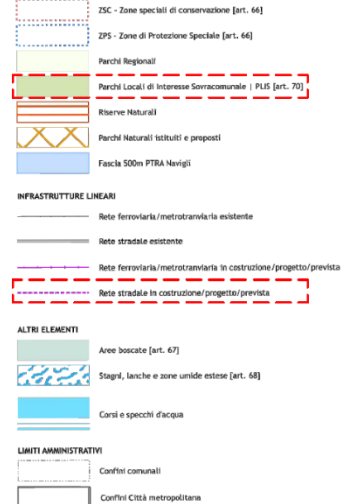 ZSC - Zone speciali di conservazione [art. 66]
ZPS - Zone di Protezione Speciale [art. 66]
Parchi Regionali
Parchi Locali di Interesse Sovracomunale | PLIS [art. 70]
Riserve Naturali
Parchi Naturali istituiti e proposti
Fascia 500m PTRA Navigli
INFRASTRUTTURE LINEARI
Rete ferroviaria/metrotranviaria esistente
Rete stradale esistente
Rete ferroviaria/metrotranviaria in costruzione/progetto/prevista
Rete stradale in costruzione/progetto/prevista
ALTRI ELEMENTI
Aree boscate [art. 67]
Stagni, lanche e zone umide estese [art. 68]
Corsi e specchi d'acqua
LIMITI AMMINISTRATIVI
Confini comunali
Confini Città metropolitana